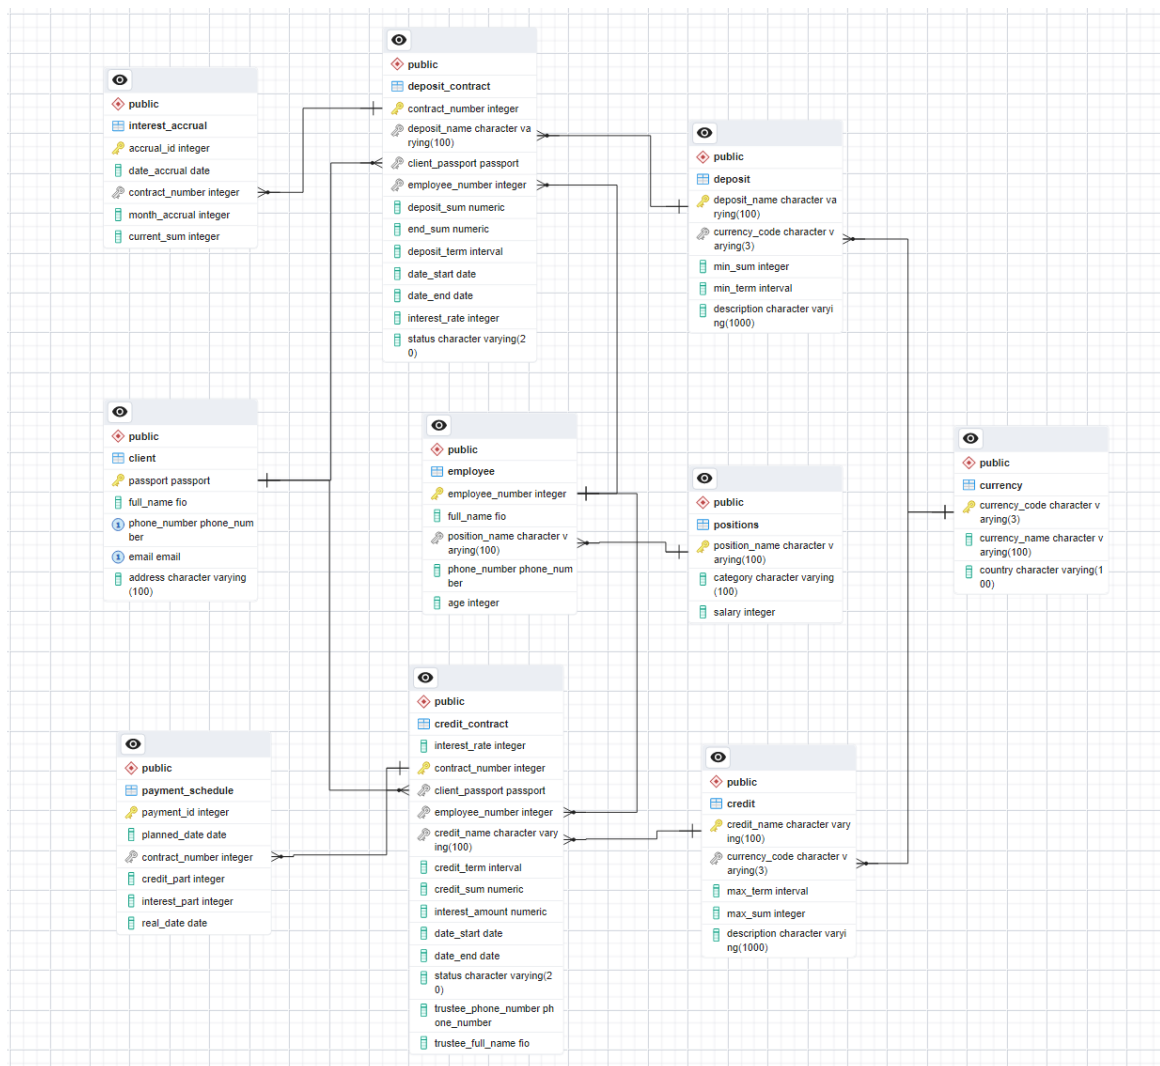 public
deposit_contract
contract_number integer
deposit_name character va
rying(100)
client_passport passport
employee_number integer
deposit_sum numeric
end_sum numeric
deposit_term interval
date_start date
date_end date
interest_rate integer
status character varying(2
0)
public
interest_accrual
accrual_id integer
date_accrual date
contract_number integer
month_accrual integer
current_sum integer
public
deposit
deposit_name character va
rying(100)
currency_code character v
arying(3)
min_sum integer
min_term interval
description character varyi
ng(1000)
public
client
passport passport
full_name fio
phone_number phone_num
ber
email email
address character varying
(100)
public
employee
employee_number integer
full_name fio
position_name character v
arying(100)
phone_number phone_num
ber
age integer
public
positions
position_name character v
arying(100)
category character varying
(100)
salary integer
public
currency
currency_code character v
arying(3)
currency_name character v
arying(100)
country character varying(1
00)
public
credit_contract
interest_rate integer
contract_number integer
client_passport passport
employee_number integer
credit_name character vary
ing(100)
credit_term interval
credit_sum numeric
interest_amount numeric
date_start date
date_end date
status character varying(2
0)
trustee_phone_number ph
one_number
trustee_full_name fio
public
payment_schedule
payment_id integer
planned_date date
contract_number integer
credit_part integer
interest_part integer
real_date date
public
credit
credit_name character vary
ing(100)
currency_code character v
arying(3)
max_term interval
max_sum integer
description character varyi
ng(1000)